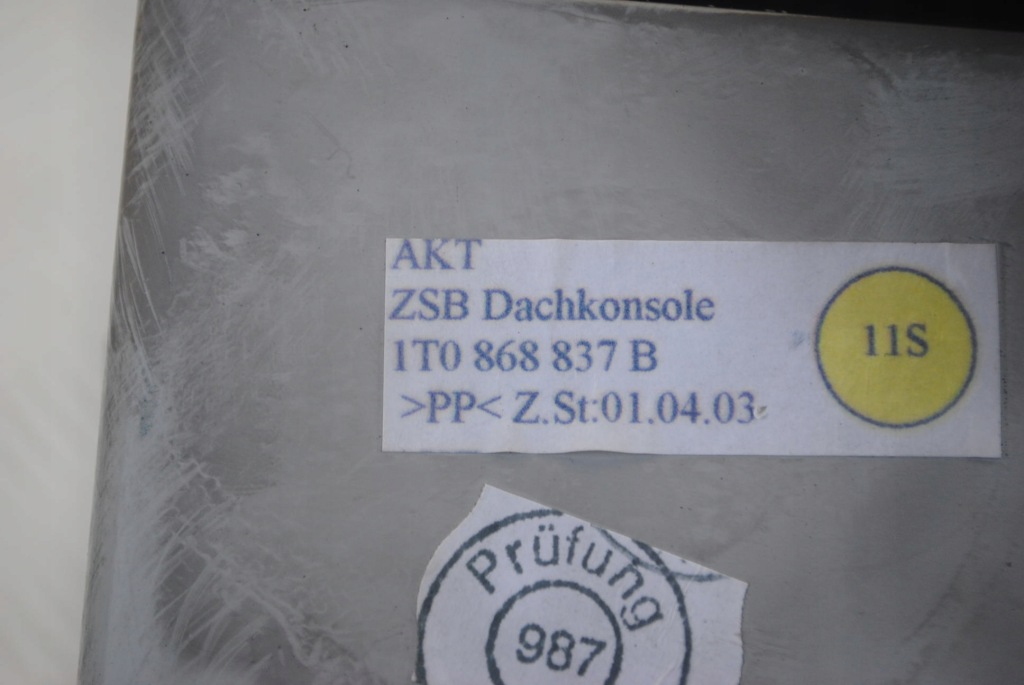 AKT
ZSB Dachkonsole
1T0 868 837 B
>PP< Z.St:01.04.03
11S
Prüfung
987